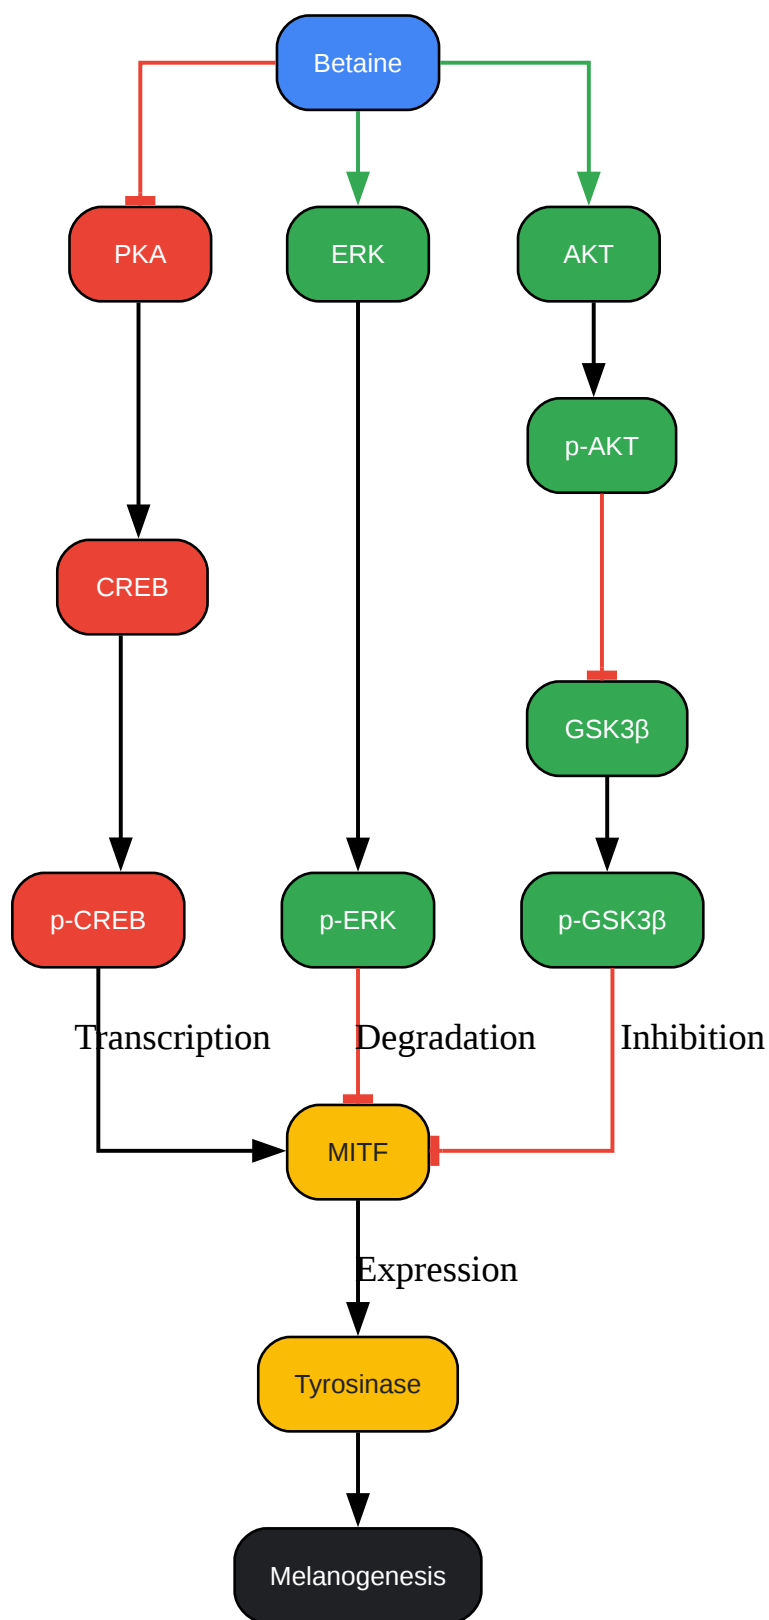 Betaine
PKA
ERK
AKT
p-AKT
CREB
GSK3β
p-CREB
p-ERK
p-GSK3β
Transcription
Degradation
Inhibition
MITF
Expression
Tyrosinase
Melanogenesis